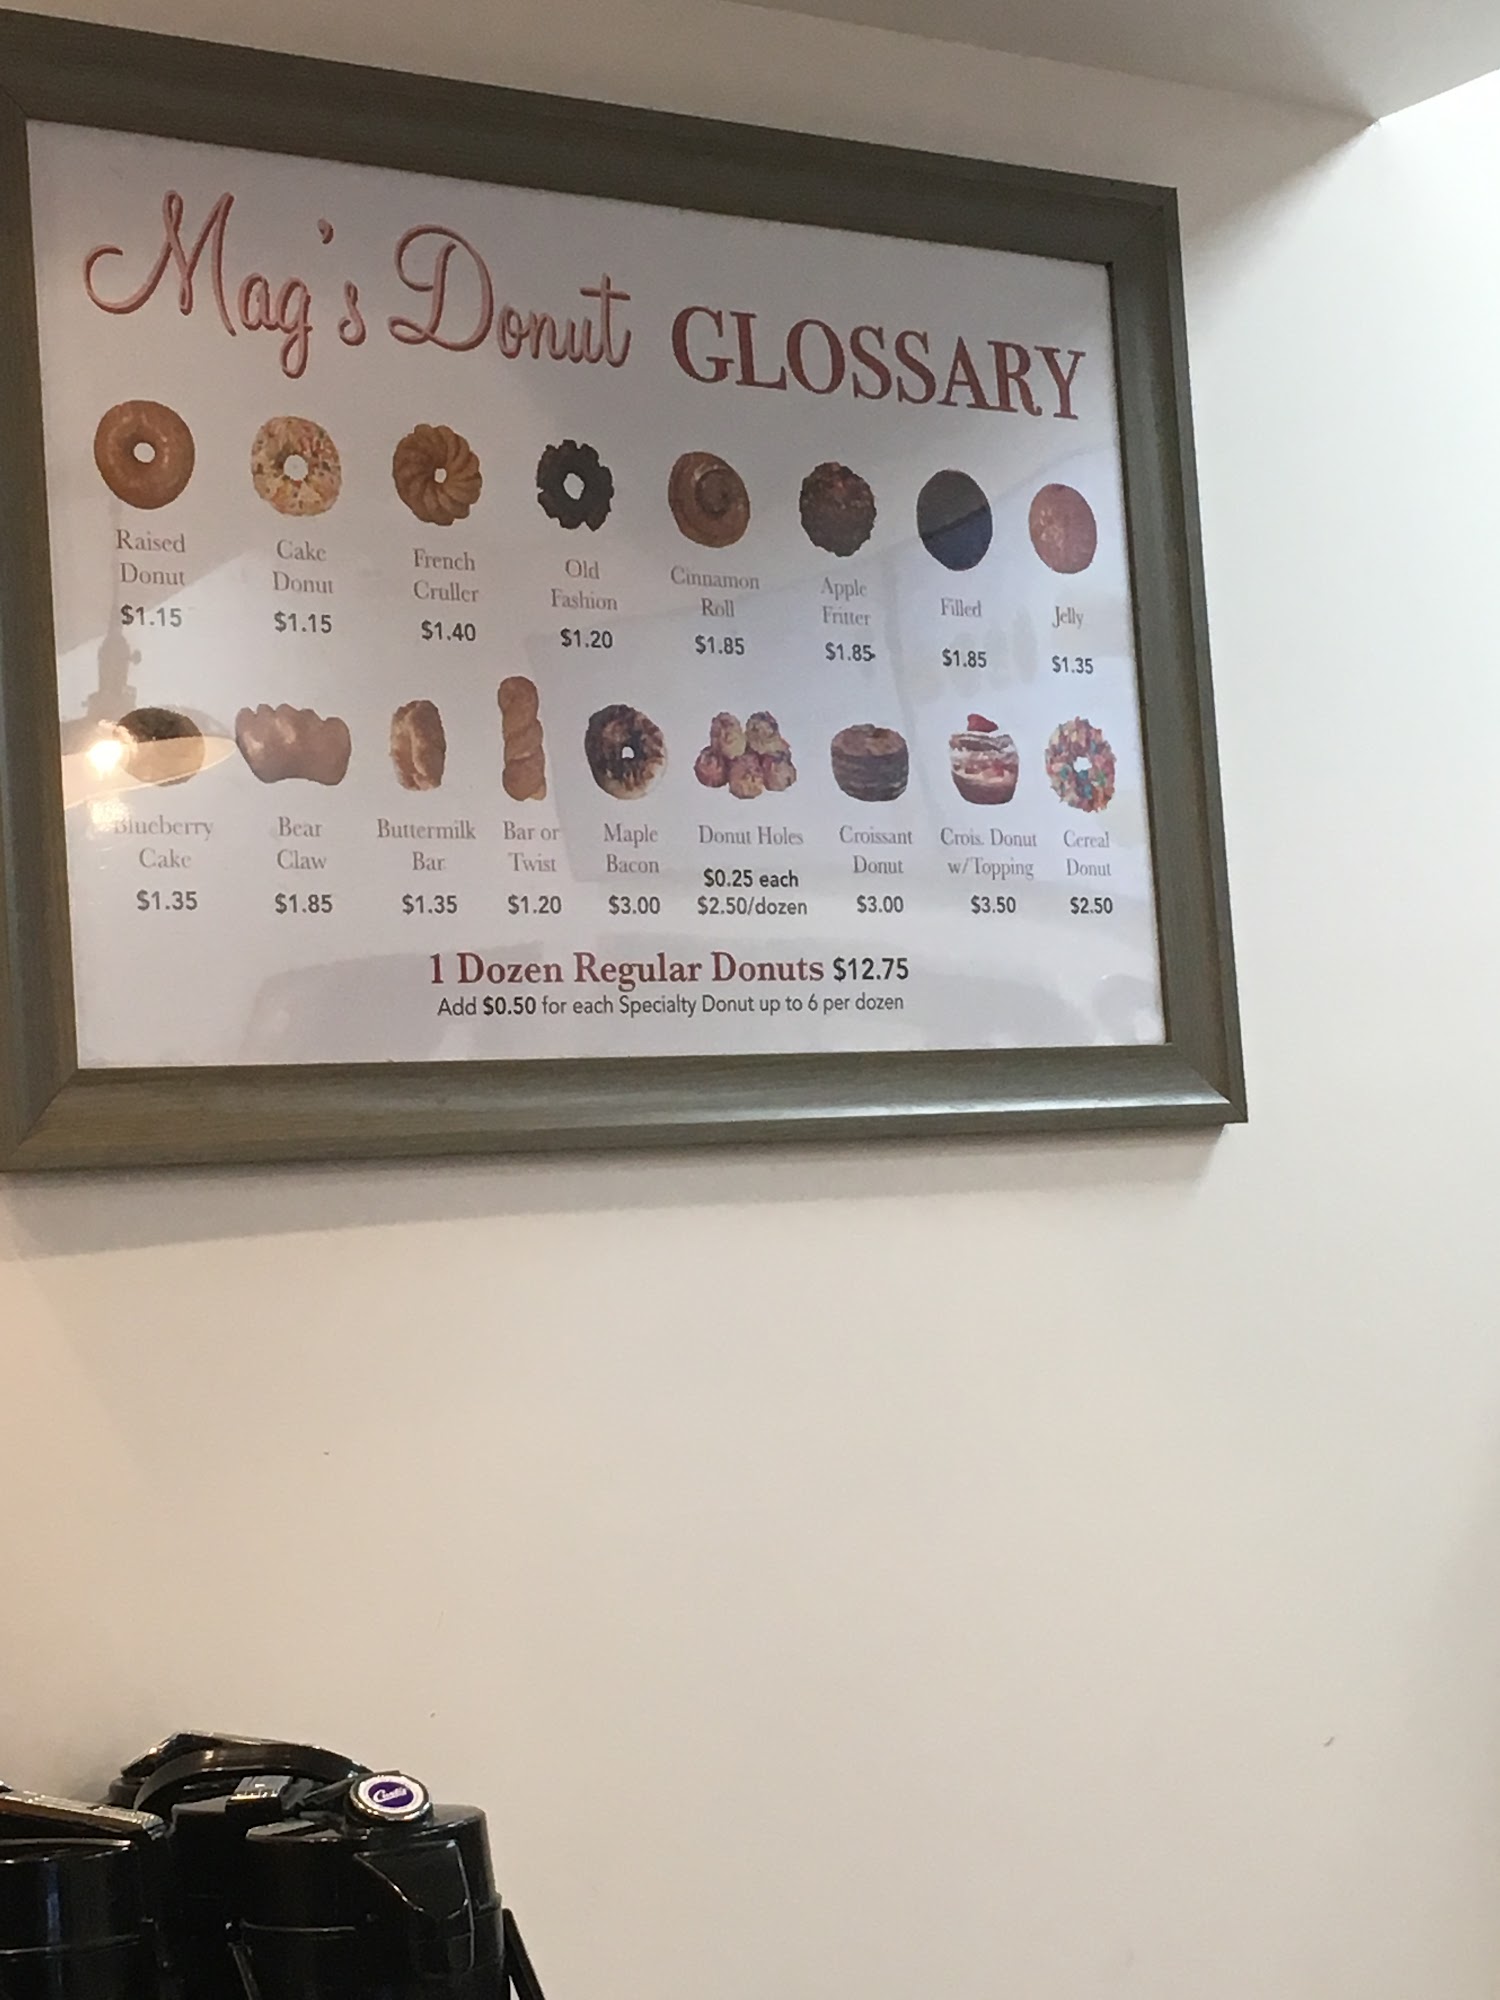 Mag's Donut GLOSSARY
Raised Donut
$1.15
Cake Donut
$1.15
French Cruller
$1.40
Old Fashion
$1.20
Cinnamon Roll
$1.85
Apple Fritter
$1.85
Filled
$1.85
Jelly
$1.35
Blueberry Cake
$1.35
Bear Claw
$1.85
Buttermilk Bar
$1.35
Bar or Twist
$1.20
Maple Bacon
$3.00
Donut Holes
$0.25 each
$2.50/dozen
Croissant Donut
$3.00
Crois. Donut w/Topping
$3.50
Cereal Donut
$2.50
1 Dozen Regular Donuts $12.75
Add $0.50 for each Specialty Donut up to 6 per dozen
Curtis